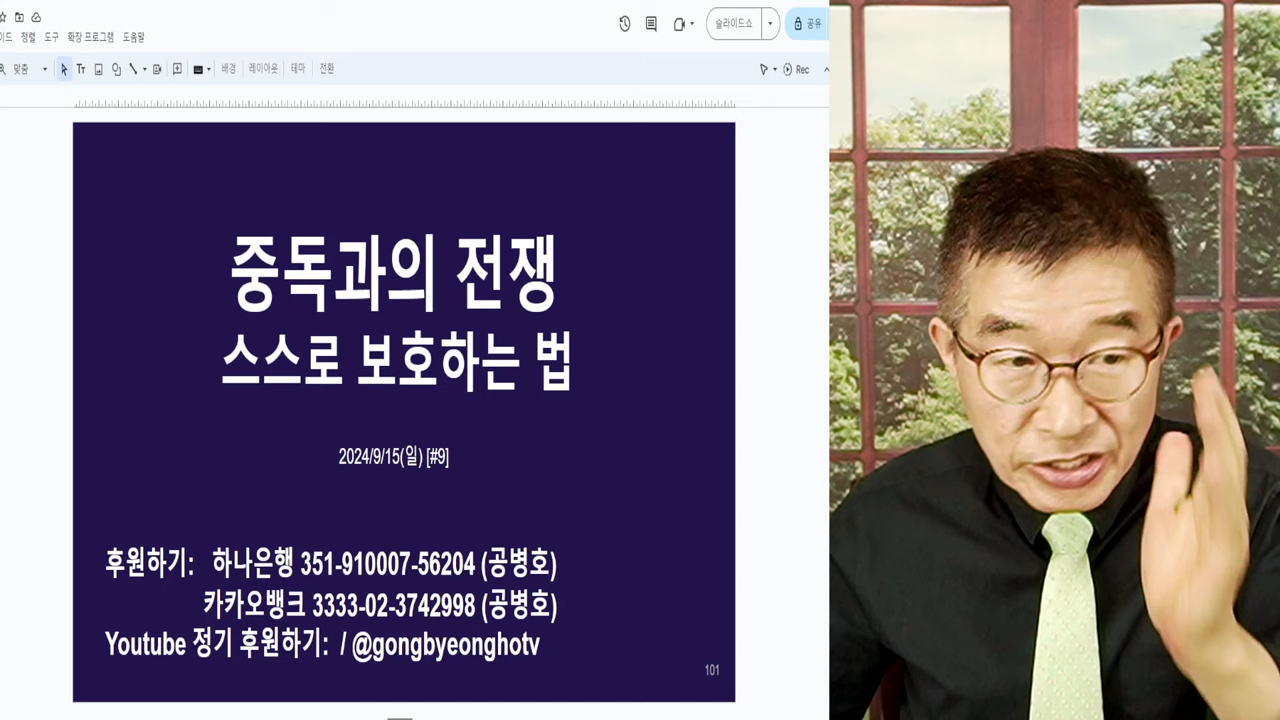 이드 정렬 도구 확장 프로그램 도움말
슬라이드쇼
공유
맞춤
Tr
배경 레이아웃 테마 전환
Rec
중독과의 전쟁
스스로 보호하는 법
2024/9/15(일) [#9]
후원하기: 하나은행 351-910007-56204 (공병호)
카카오뱅크 3333-02-3742998 (공병호)
Youtube 정기 후원하기: / @gongbyeonghotv
101